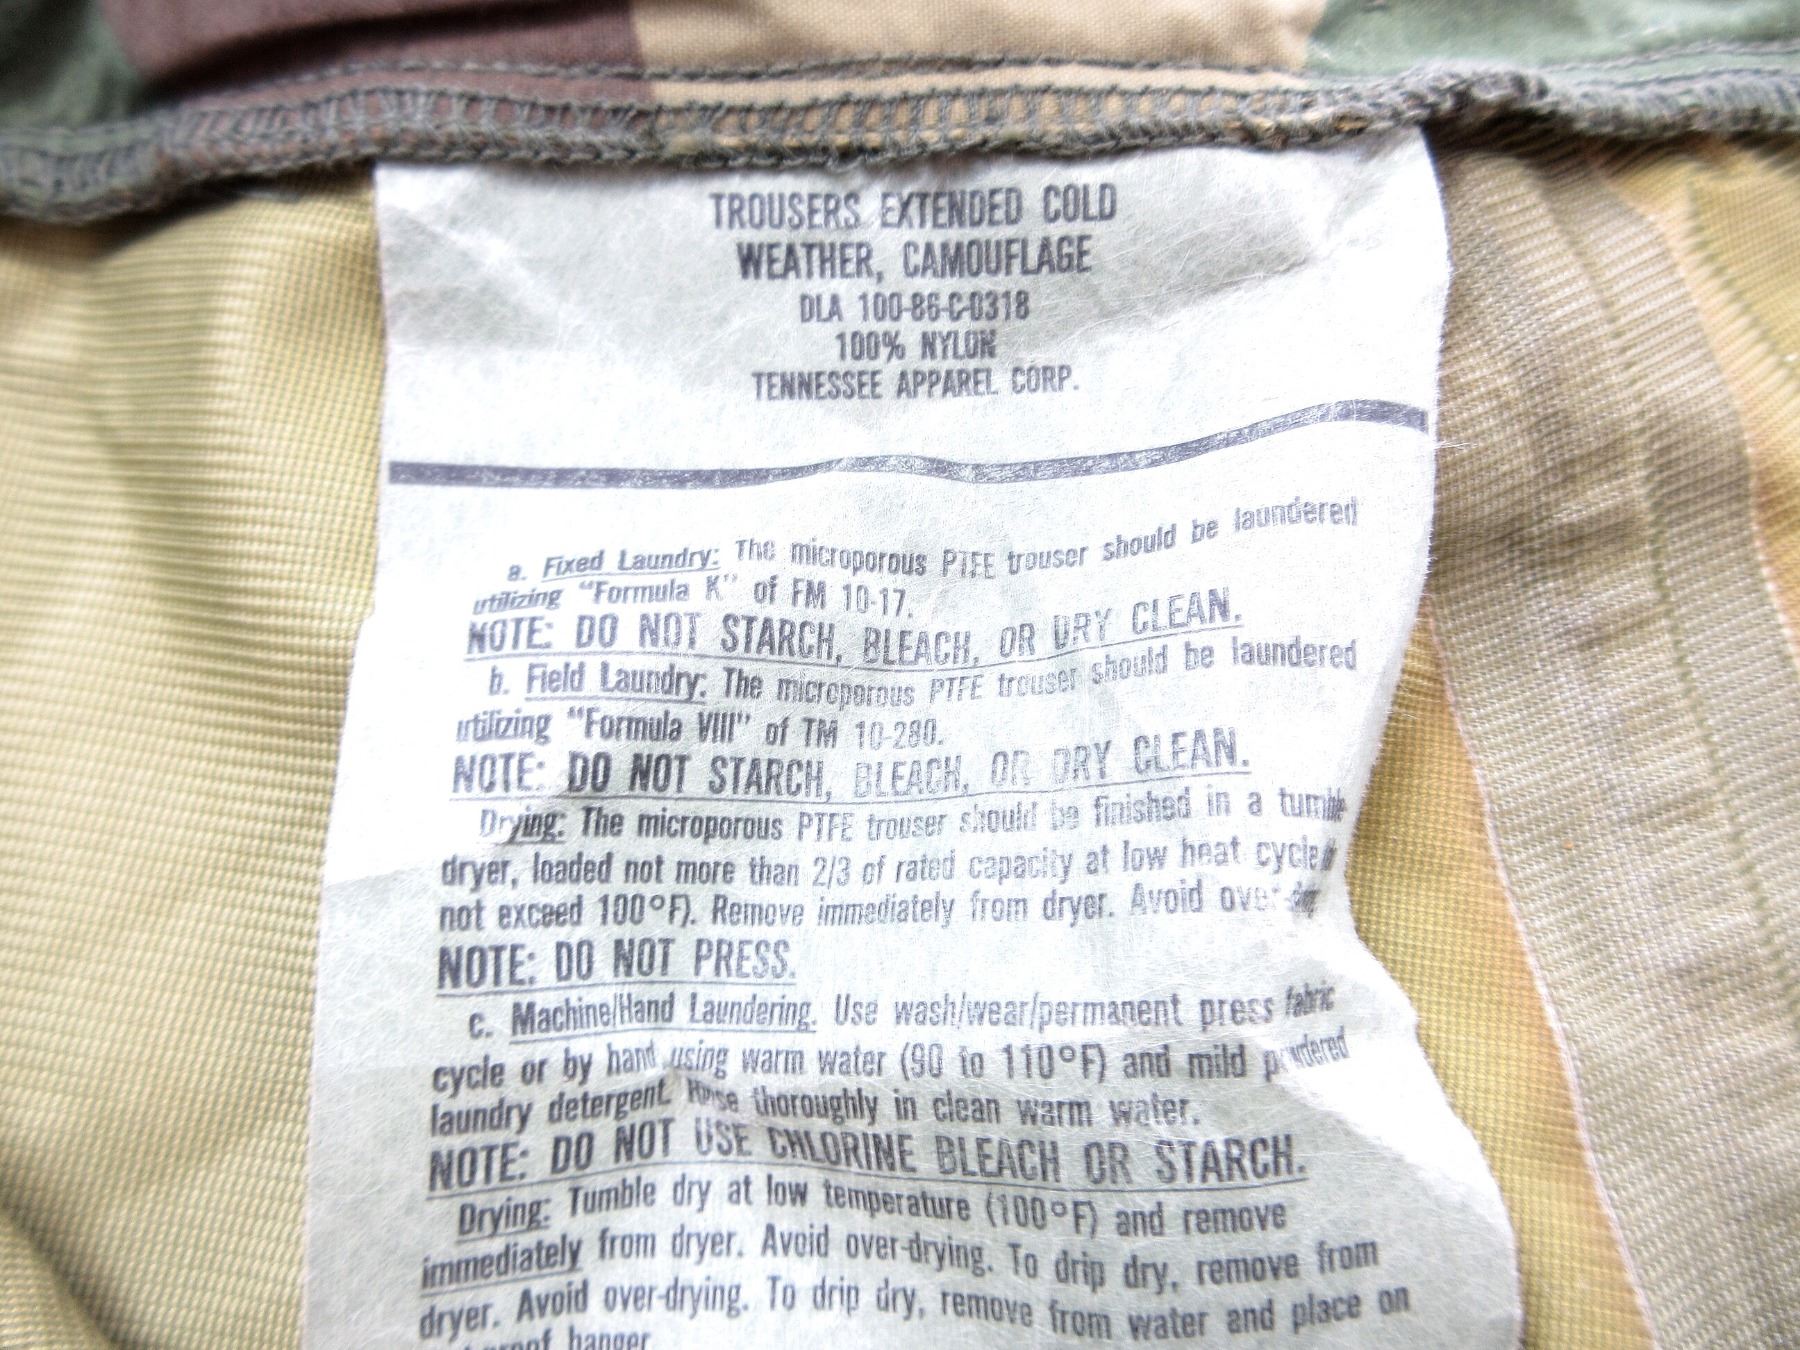 TROUSERS EXTENDED COLD
WEATHER, CAMOUFLAGE
DLA 100-86-C-0318
100% NYLON
TENNESSEE APPAREL CORP.
a. Fixed Laundry: The microporous PTFE trouser should be laundered
utilizing "Formula K" of FM 10-17.
NOTE: DO NOT STARCH, BLEACH, OR DRY CLEAN.
b. Field Laundry: The microporous PTFE trouser should be laundered
utilizing "Formula VIII" of TM 10-280.
NOTE: DO NOT STARCH, BLEACH, OR DRY CLEAN.
Drying: The microporous PTFE trouser should be finished in a tumble
dryer, loaded not more than 2/3 of rated capacity at low heat cycle
not exceed 100°F). Remove immediately from dryer. Avoid over
NOTE: DO NOT PRESS.
c. Machine/Hand Laundering. Use wash/wear/permanent press fabric
cycle or by hand using warm water (90 to 110°F) and mild powdered
laundry detergent. Rinse thoroughly in clean warm water.
NOTE: DO NOT USE CHLORINE BLEACH OR STARCH.
Drying: Tumble dry at low temperature (100°F) and remove
immediately from dryer. Avoid over-drying. To drip dry, remove from
dryer. Avoid over-drying. To drip dry, remove from water and place on
hanger.